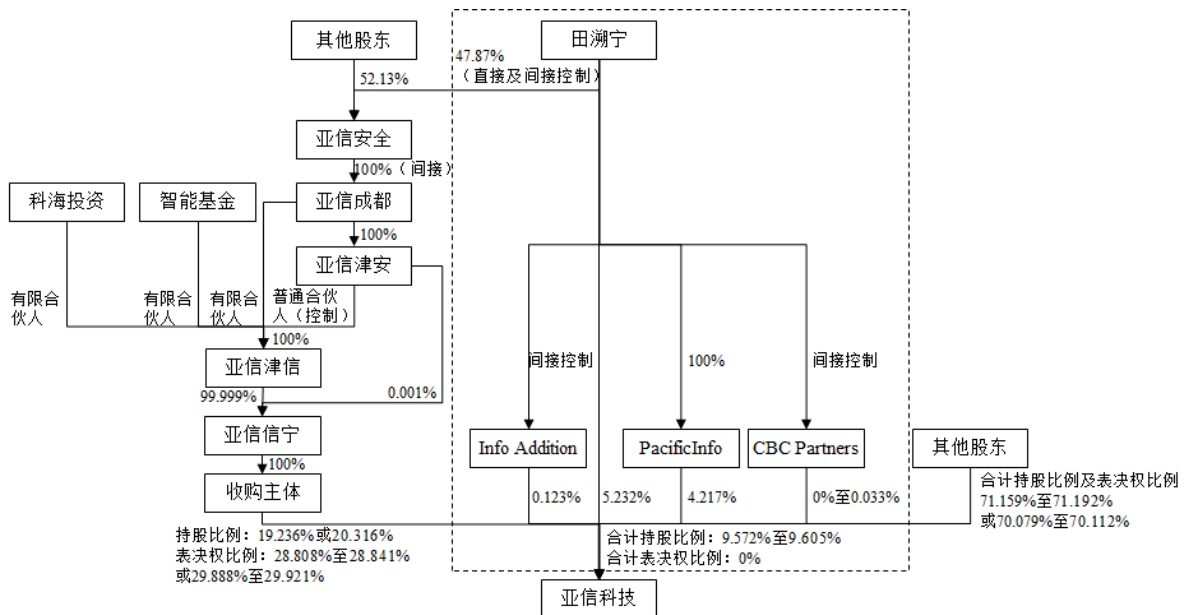 其他股东
田溯宁
47.87%
(直接及间接控制)
52.13%
亚信安全
100%（间接）
科海投资
智能基金
亚信成都
100%
亚信津安
有限合
伙人
有限合
伙人
有限合
伙人
普通合伙
人（控制）
100%
亚信津信
99.999%
0.001%
间接控制
100%
间接控制
亚信信宁
100%
Info Addition
PacificInfo
CBC Partners
其他股东
收购主体
0.123%
5.232%
4.217%
0%至0.033%
合计持股比例及表决权比例
71.159%至71.192%
或70.079%至70.112%
持股比例：19.236%或20.316%
表决权比例：28.808%至28.841%
或29.888%至29.921%
合计持股比例：9.572%至9.605%
合计表决权比例：0%
亚信科技